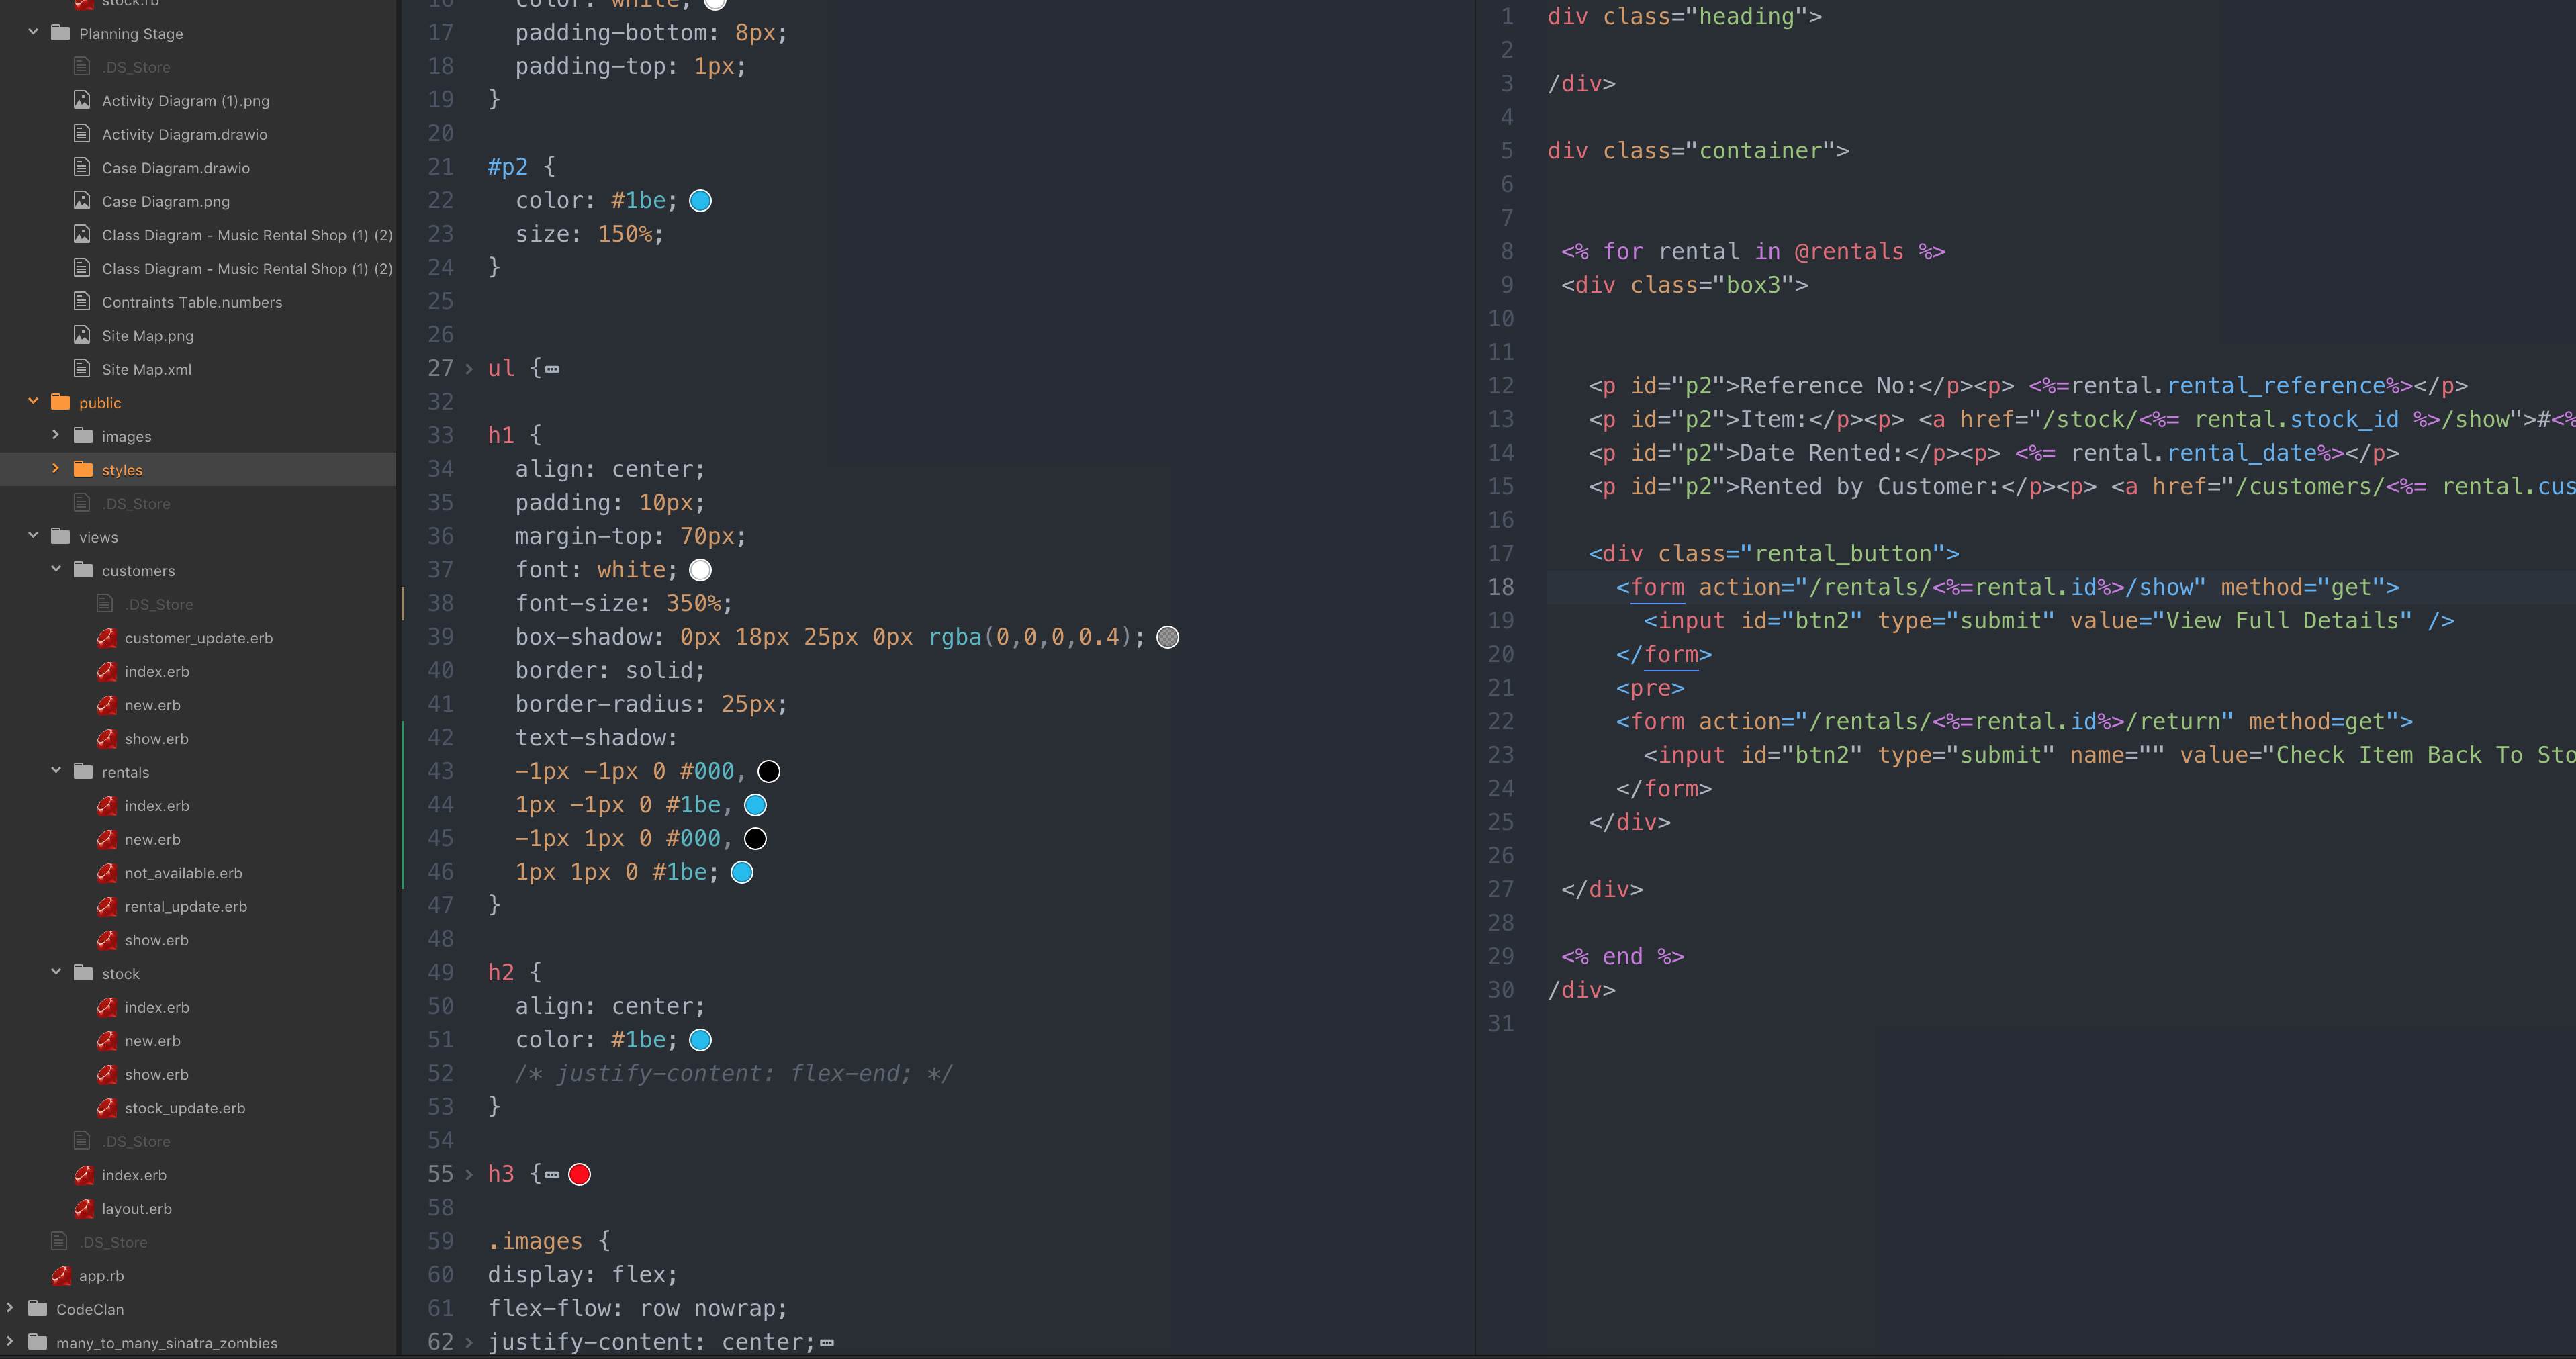 stock.rb
Planning Stage
.DS_Store
Activity Diagram (1).png
Activity Diagram.drawio
Case Diagram.drawio
Case Diagram.png
Class Diagram - Music Rental Shop (1) (2)
Class Diagram - Music Rental Shop (1) (2)
Contraints Table.numbers
Site Map.png
Site Map.xml
public
images
styles
.DS_Store
views
customers
.DS_Store
customer_update.erb
index.erb
new.erb
show.erb
rentals
index.erb
new.erb
not_available.erb
rental_update.erb
show.erb
stock
index.erb
new.erb
show.erb
stock_update.erb
.DS_Store
index.erb
layout.erb
.DS_Store
app.rb
CodeClan
many_to_many_sinatra_zombies
16 color: white;
17 padding-bottom: 8px;
18 padding-top: 1px;
19 }
20
21 #p2 {
22 color: #1be;
23 size: 150%;
24 }
25
26
27 ul {
32
33 h1 {
34 align: center;
35 padding: 10px;
36 margin-top: 70px;
37 font: white;
38 font-size: 350%;
39 box-shadow: 0px 18px 25px 0px rgba(0,0,0,0.4);
40 border: solid;
41 border-radius: 25px;
42 text-shadow:
43 -1px -1px 0 #000,
44 1px -1px 0 #1be,
45 -1px 1px 0 #000,
46 1px 1px 0 #1be;
47 }
48
49 h2 {
50 align: center;
51 color: #1be;
52 /* justify-content: flex-end; */
53 }
54
55 h3 {
58
59 .images {
60 display: flex;
61 flex-flow: row nowrap;
62 justify-content: center;
1 div class="heading">
2
3 /div>
4
5 div class="container">
6
7
8 <% for rental in @rentals %>
9 <div class="box3">
10
11
12 <p id="p2">Reference No:</p><p> <%=rental.rental_reference%></p>
13 <p id="p2">Item:</p><p> <a href="/stock/<%= rental.stock_id %>/show">#<%
14 <p id="p2">Date Rented:</p><p> <%= rental.rental_date%></p>
15 <p id="p2">Rented by Customer:</p><p> <a href="/customers/<%= rental.cus
16
17 <div class="rental_button">
18 <form action="/rentals/<%=rental.id%>/show" method="get">
19 <input id="btn2" type="submit" value="View Full Details" />
20 </form>
21 <pre>
22 <form action="/rentals/<%=rental.id%>/return" method=get">
23 <input id="btn2" type="submit" name="" value="Check Item Back To Sto
24 </form>
25 </div>
26
27 </div>
28
29 <% end %>
30 /div>
31